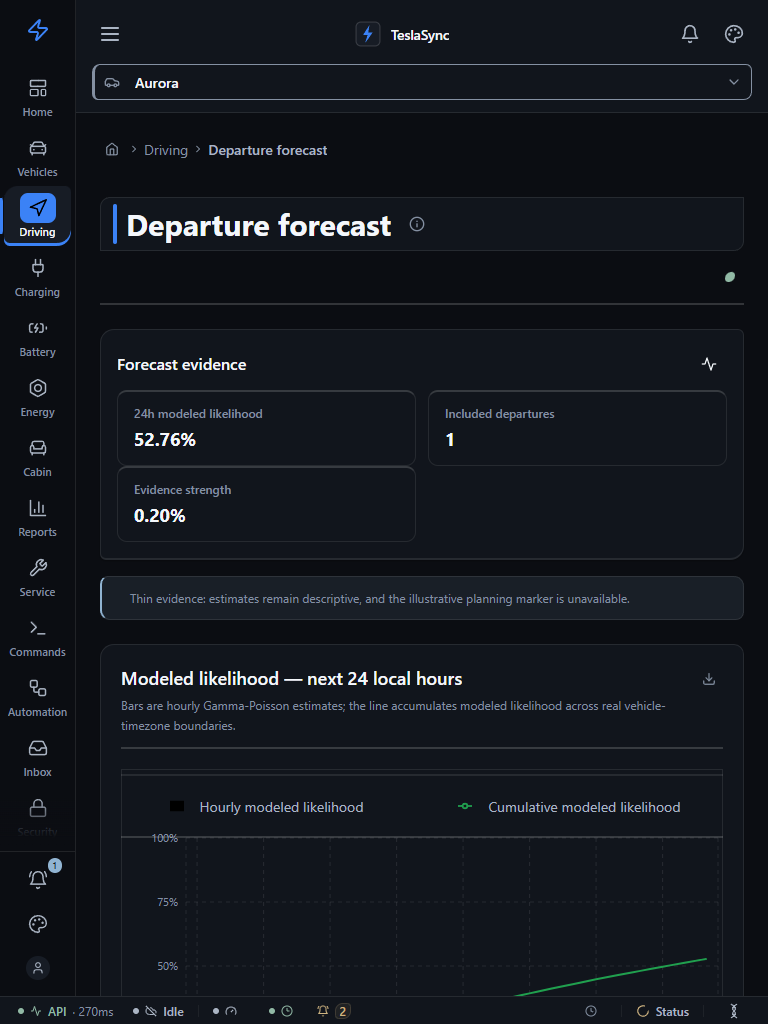 TeslaSync
Aurora
Home
Vehicles
Driving
Charging
Battery
Energy
Cabin
Reports
Service
Commands
Automation
Inbox
Security
1
Driving
Departure forecast
Departure forecast
Forecast evidence
24h modeled likelihood
52.76%
Included departures
1
Evidence strength
0.20%
Thin evidence: estimates remain descriptive, and the illustrative planning marker is unavailable.
Modeled likelihood — next 24 local hours
Bars are hourly Gamma-Poisson estimates; the line accumulates modeled likelihood across real vehicle-
timezone boundaries.
Hourly modeled likelihood
Cumulative modeled likelihood
100%
75%
50%
API · 270ms
Idle
2
Status